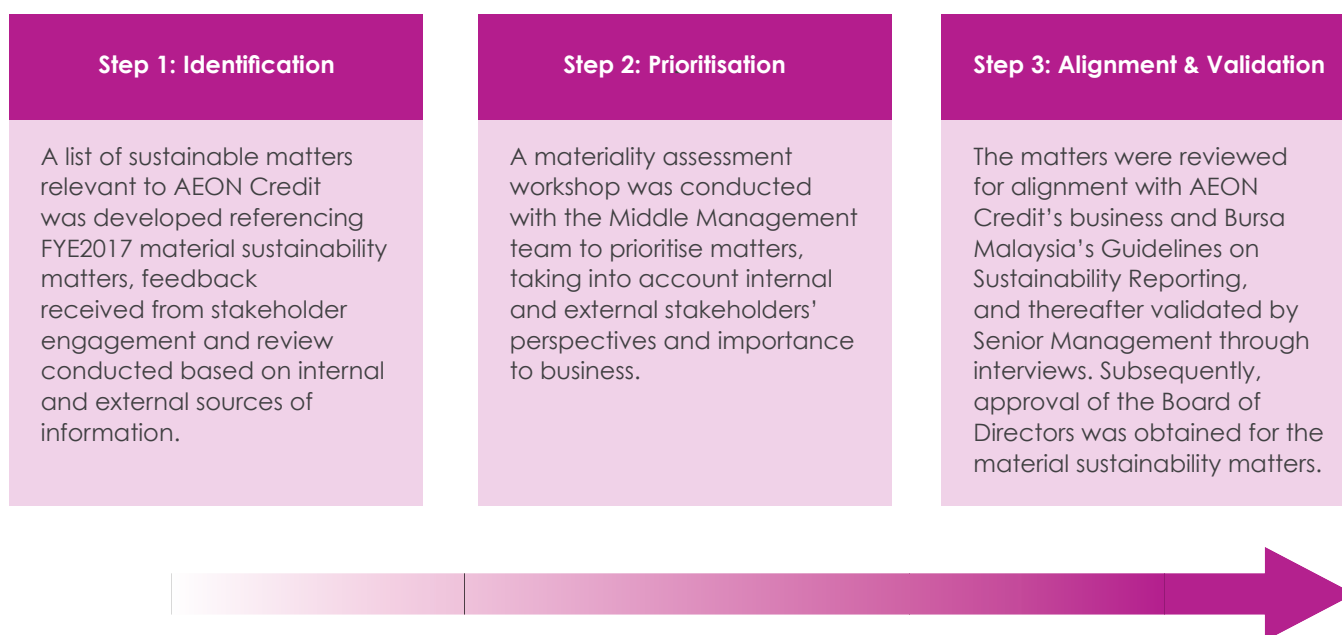 Step 1: Identification
A list of sustainable matters
relevant to AEON Credit
was developed referencing
FYE2017 material sustainability
matters, feedback
received from stakeholder
engagement and review
conducted based on internal
and external sources of
information.
Step 2: Prioritisation
A materiality assessment
workshop was conducted
with the Middle Management
team to prioritise matters,
taking into account internal
and external stakeholders’
perspectives and importance
to business.
Step 3: Alignment & Validation
The matters were reviewed
for alignment with AEON
Credit’s business and Bursa
Malaysia’s Guidelines on
Sustainability Reporting,
and thereafter validated by
Senior Management through
interviews. Subsequently,
approval of the Board of
Directors was obtained for the
material sustainability matters.